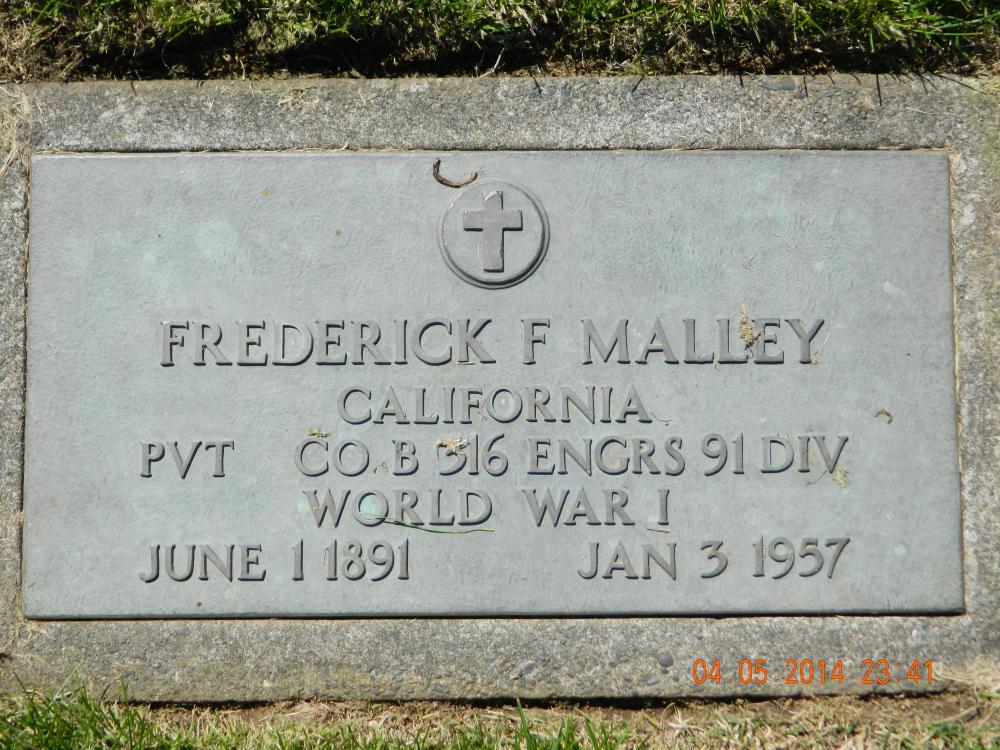 FREDERICK F MALLEY
CALIFORNIA
PVT CO. B 316 ENGRS 91 DIV
WORLD WAR I
JUNE 1 1891 JAN 3 1957
04 05 2014 23:41